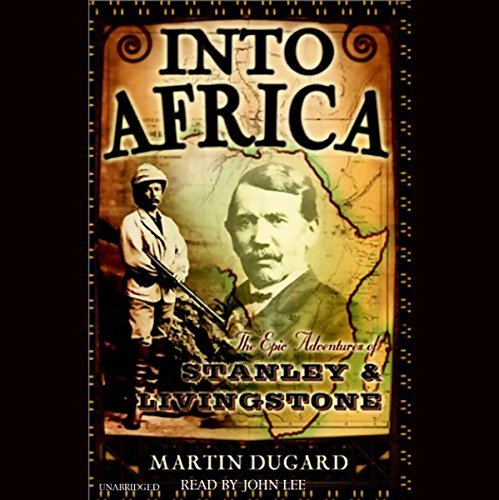 INTO
AFRICA
The Epic Adventures of
STANLEY &
LIVINGSTONE
MARTIN DUGARD
UNABRIDGED
READ BY JOHN LEE